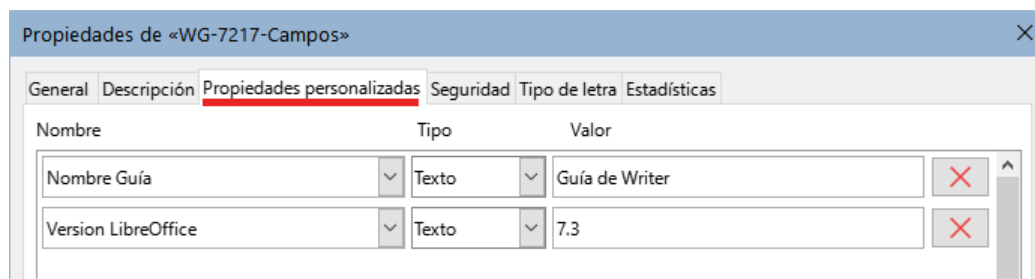 Propiedades de «WG-7217-Campos»
General Descripción Propiedades personalizadas Seguridad Tipo de letra Estadísticas
Nombre Tipo Valor
Nombre Guía Texto Guía de Writer
Version LibreOffice Texto 7.3